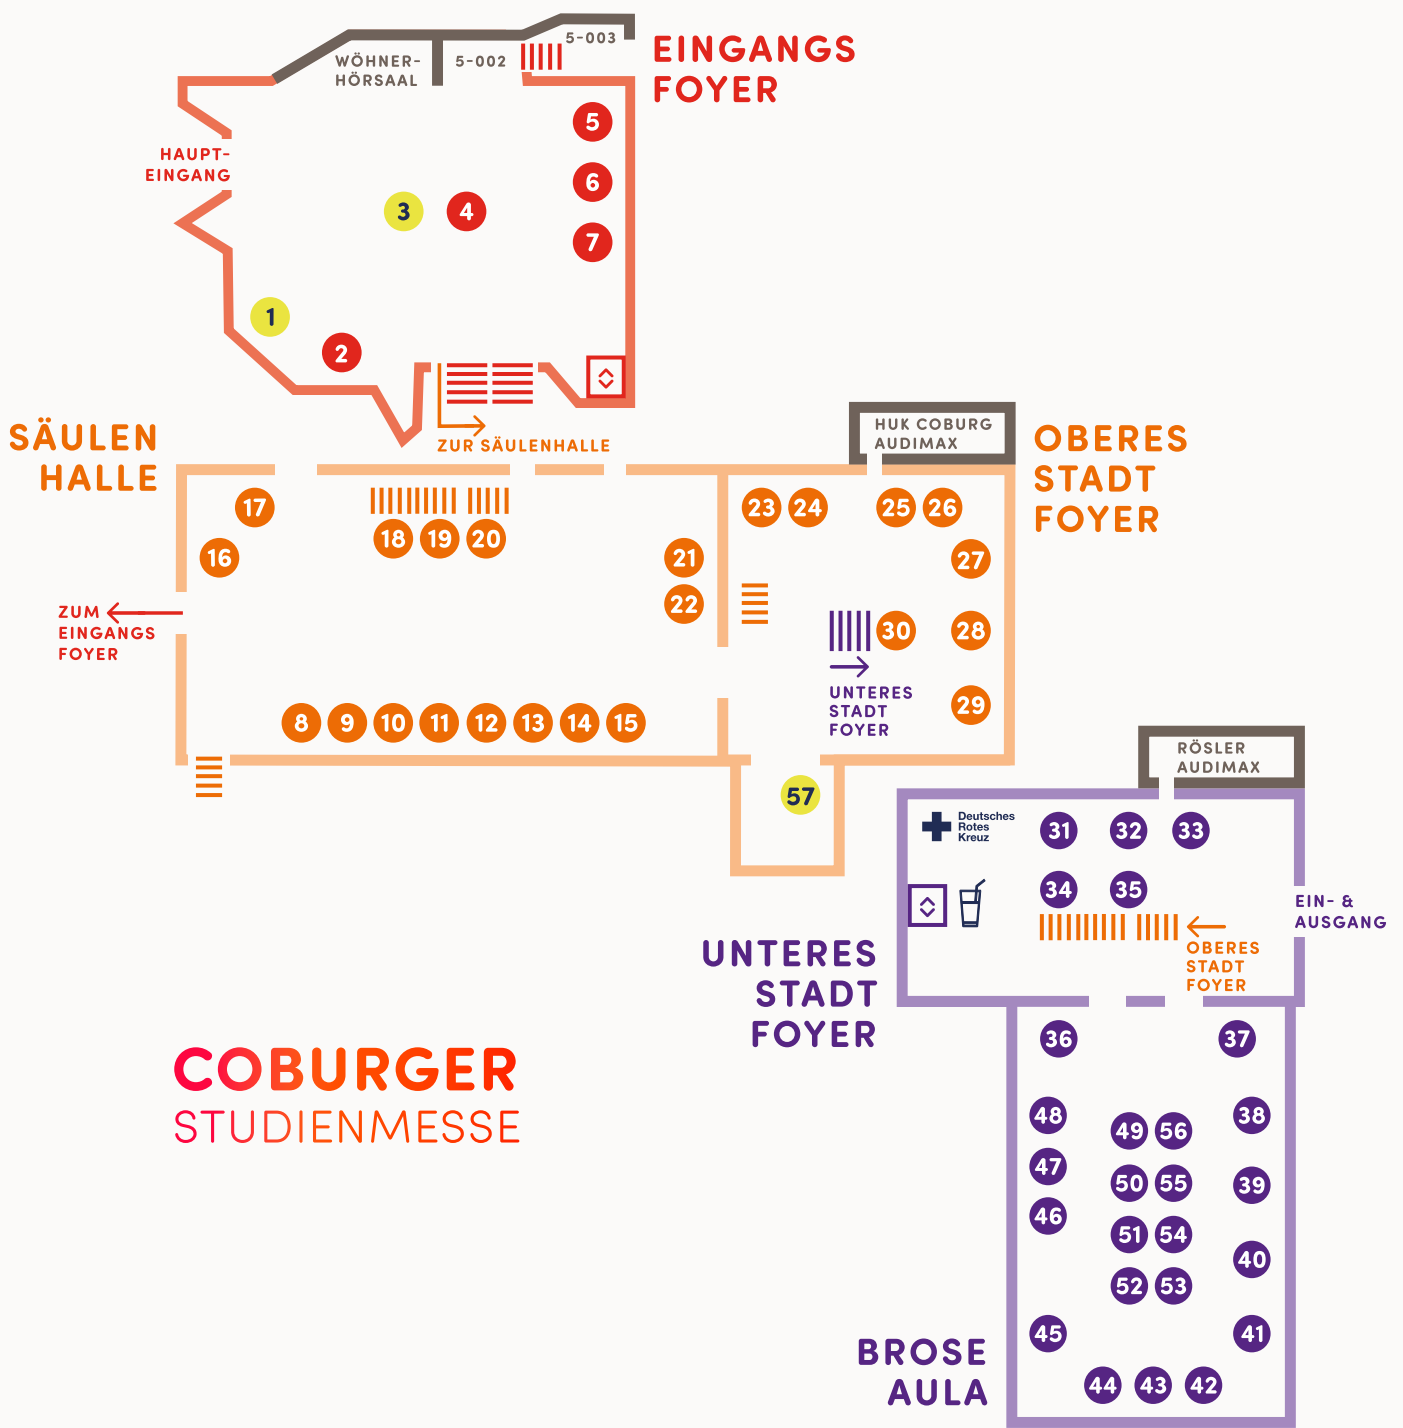 EINGANGS
FOYER
WÖHNER-
HÖRSAAL
5-002
5-003
HAUPT-
EINGANG
5
6
3
4
7
1
2
ZUR SÄULENHALLE
SÄULEN
HALLE
17
16
18 19 20
21
22
ZUM
EINGANGS
FOYER
8 9 10 11 12 13 14 15
HUK COBURG
AUDIMAX
OBERES
STADT
FOYER
23 24 25 26
27
30 28
29
UNTERES
STADT
FOYER
57
RÖSLER
AUDIMAX
Deutsches
Rotes
Kreuz
31 32 33
34 35
EIN- &
AUSGANG
OBERES
STADT
FOYER
UNTERES
STADT
FOYER
COBURGER
STUDIENMESSE
36 37
48 49 56 38
47 50 55 39
46 51 54 40
52 53
45 41
44 43 42
BROSE
AULA